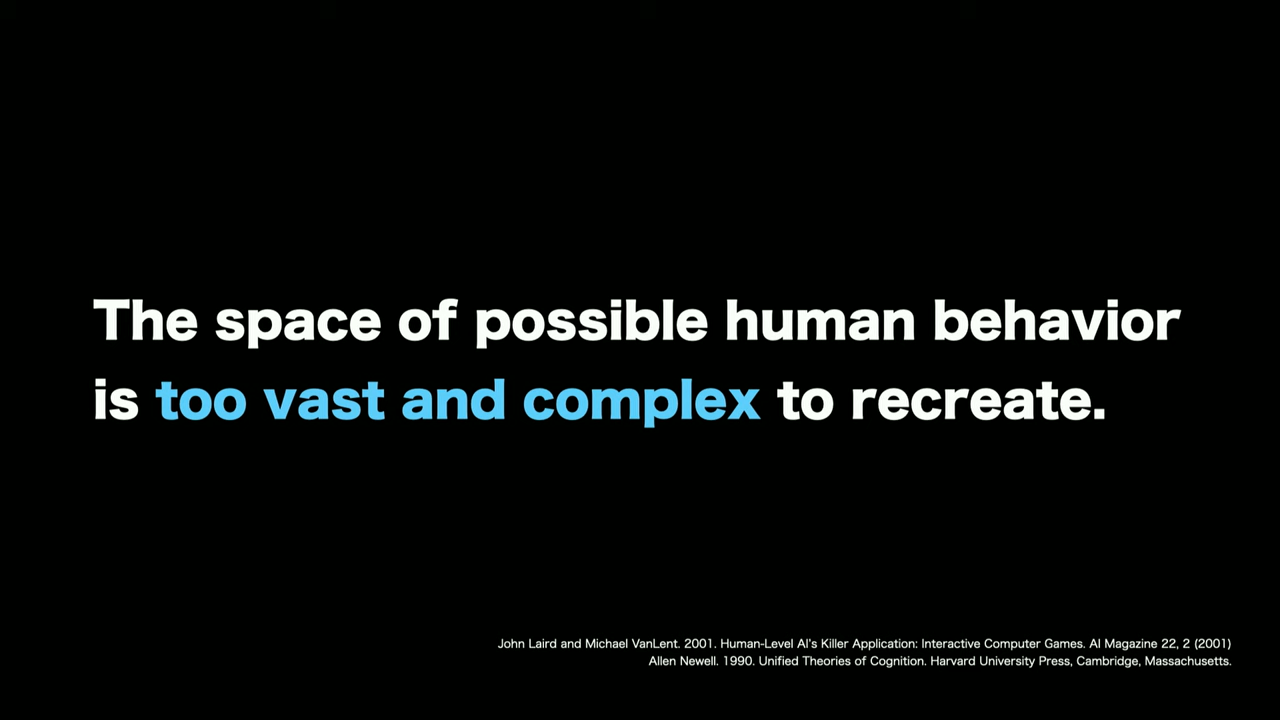 The space of possible human behavior
is too vast and complex to recreate.
John Laird and Michael VanLent. 2001. Human-Level AI's Killer Application: Interactive Computer Games. AI Magazine 22, 2 (2001)
Allen Newell. 1990. Unified Theories of Cognition. Harvard University Press, Cambridge, Massachusetts.